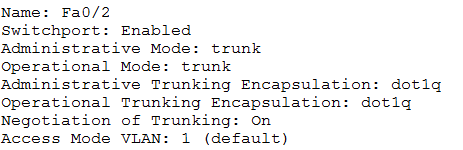 Name: Fa0/2
Switchport: Enabled
Administrative Mode: trunk
Operational Mode: trunk
Administrative Trunking Encapsulation: dot1q
Operational Trunking Encapsulation: dot1q
Negotiation of Trunking: On
Access Mode VLAN: 1 (default)